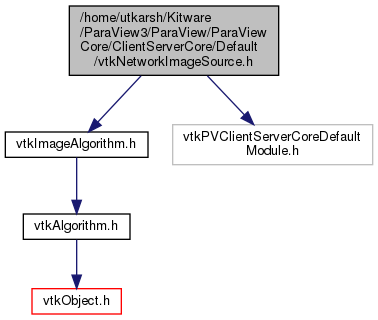 /home/utkarsh/Kitware
/ParaView3/ParaView/ParaView
Core/ClientServerCore/Default
/vtkNetworkImageSource.h
vtkImageAlgorithm.h
vtkPVClientServerCoreDefault
Module.h
vtkAlgorithm.h
vtkObject.h